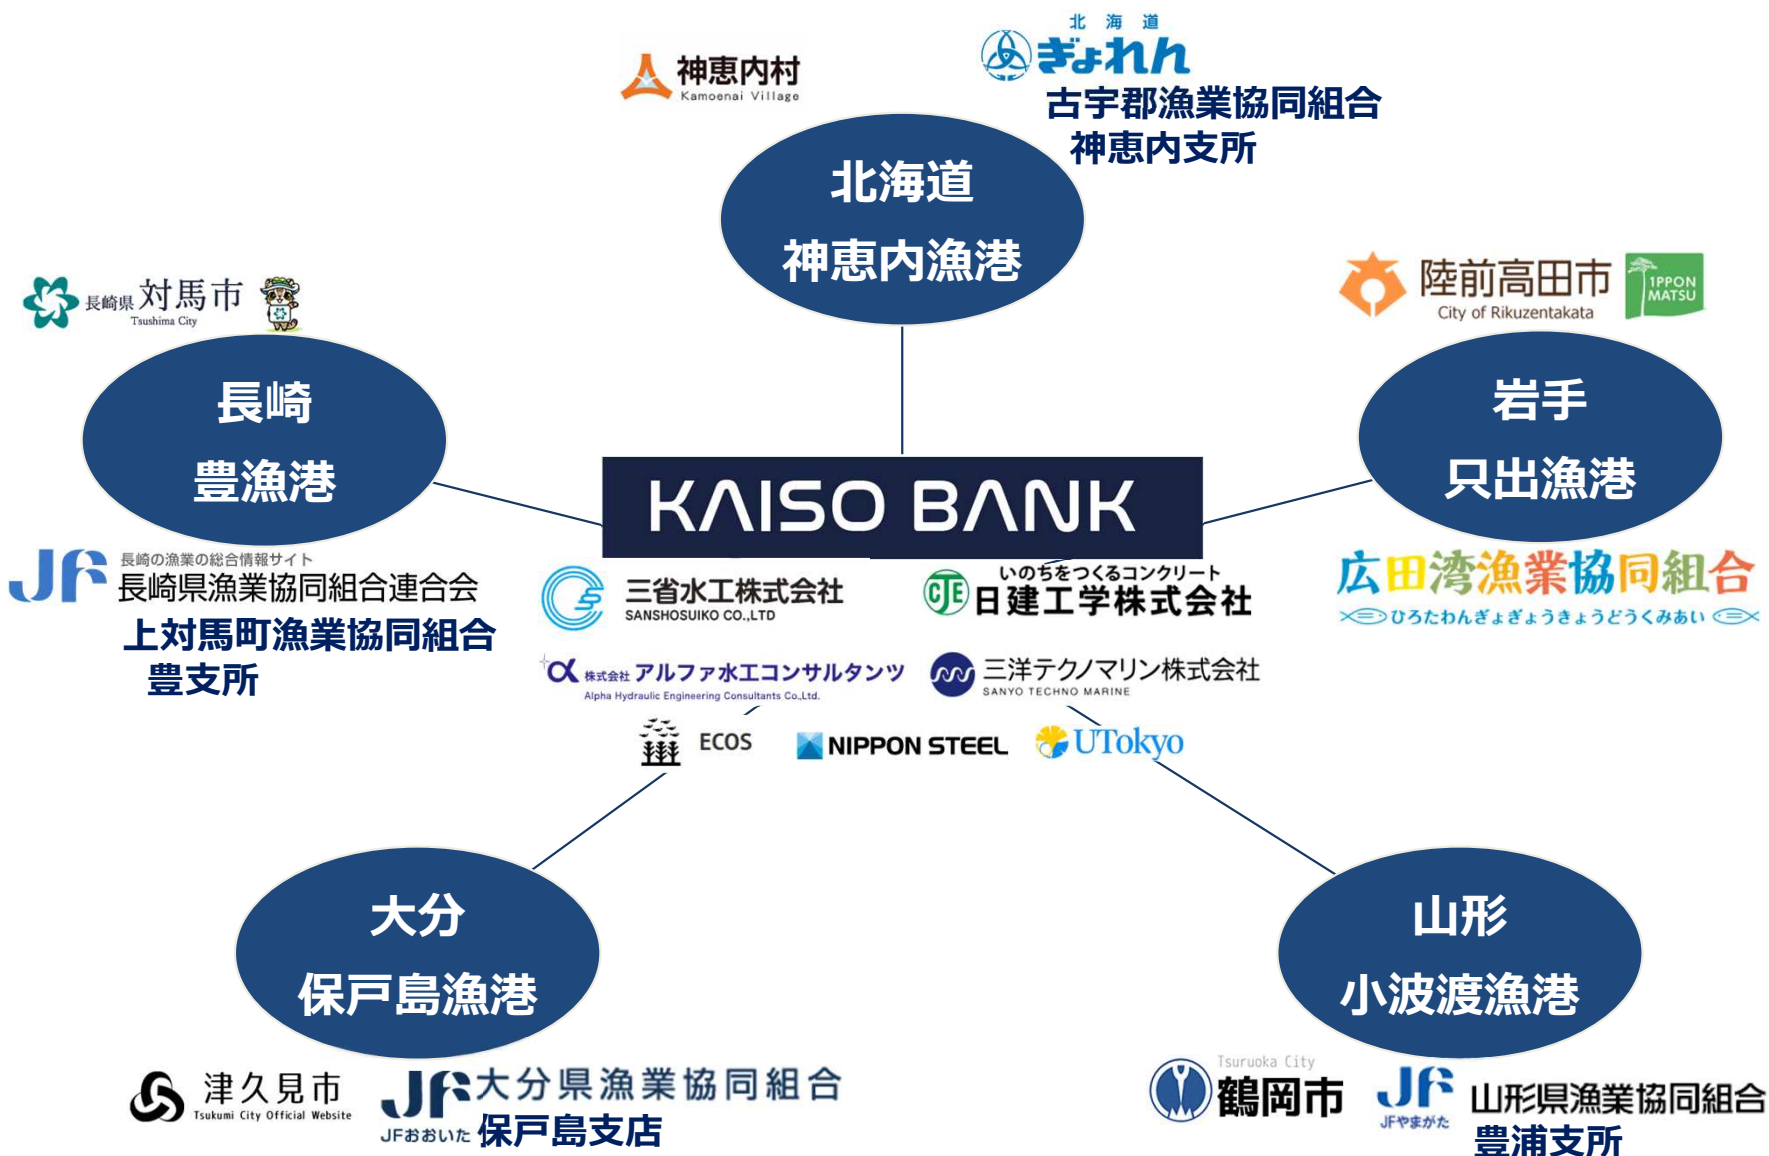 神恵内村
Kamoenai Village
北海道
ぎょれん
古宇郡漁業協同組合
神恵内支所
北海道
神恵内漁港
長崎県 対馬市
Tsushima City
長崎
豊漁港
JF 長崎の漁業の総合情報サイト
長崎県漁業協同組合連合会
上対馬町漁業協同組合
豊支所
陸前高田市
City of Rikuzentakata
1PPON
MATSU
岩手
只出漁港
広田湾漁業協同組合
ひろたわんぎょぎょうきょうどうくみあい
KAISO BANK
三省水工株式会社
SANSHOSUIKO CO.,LTD
いのちをつくるコンクリート
CJE 日建工学株式会社
α 株式会社 アルファ水工コンサルタンツ
Alpha Hydraulic Engineering Consultants Co.,Ltd.
三洋テクノマリン株式会社
SANYO TECHNO MARINE
ECOS
NIPPON STEEL
UTokyo
大分
保戸島漁港
津久見市
Tsukumi City Official Website
JF 大分県漁業協同組合
JFおおいた 保戸島支店
山形
小波渡漁港
Tsuruoka City
鶴岡市
JF
JFやまがた
山形県漁業協同組合
豊浦支所